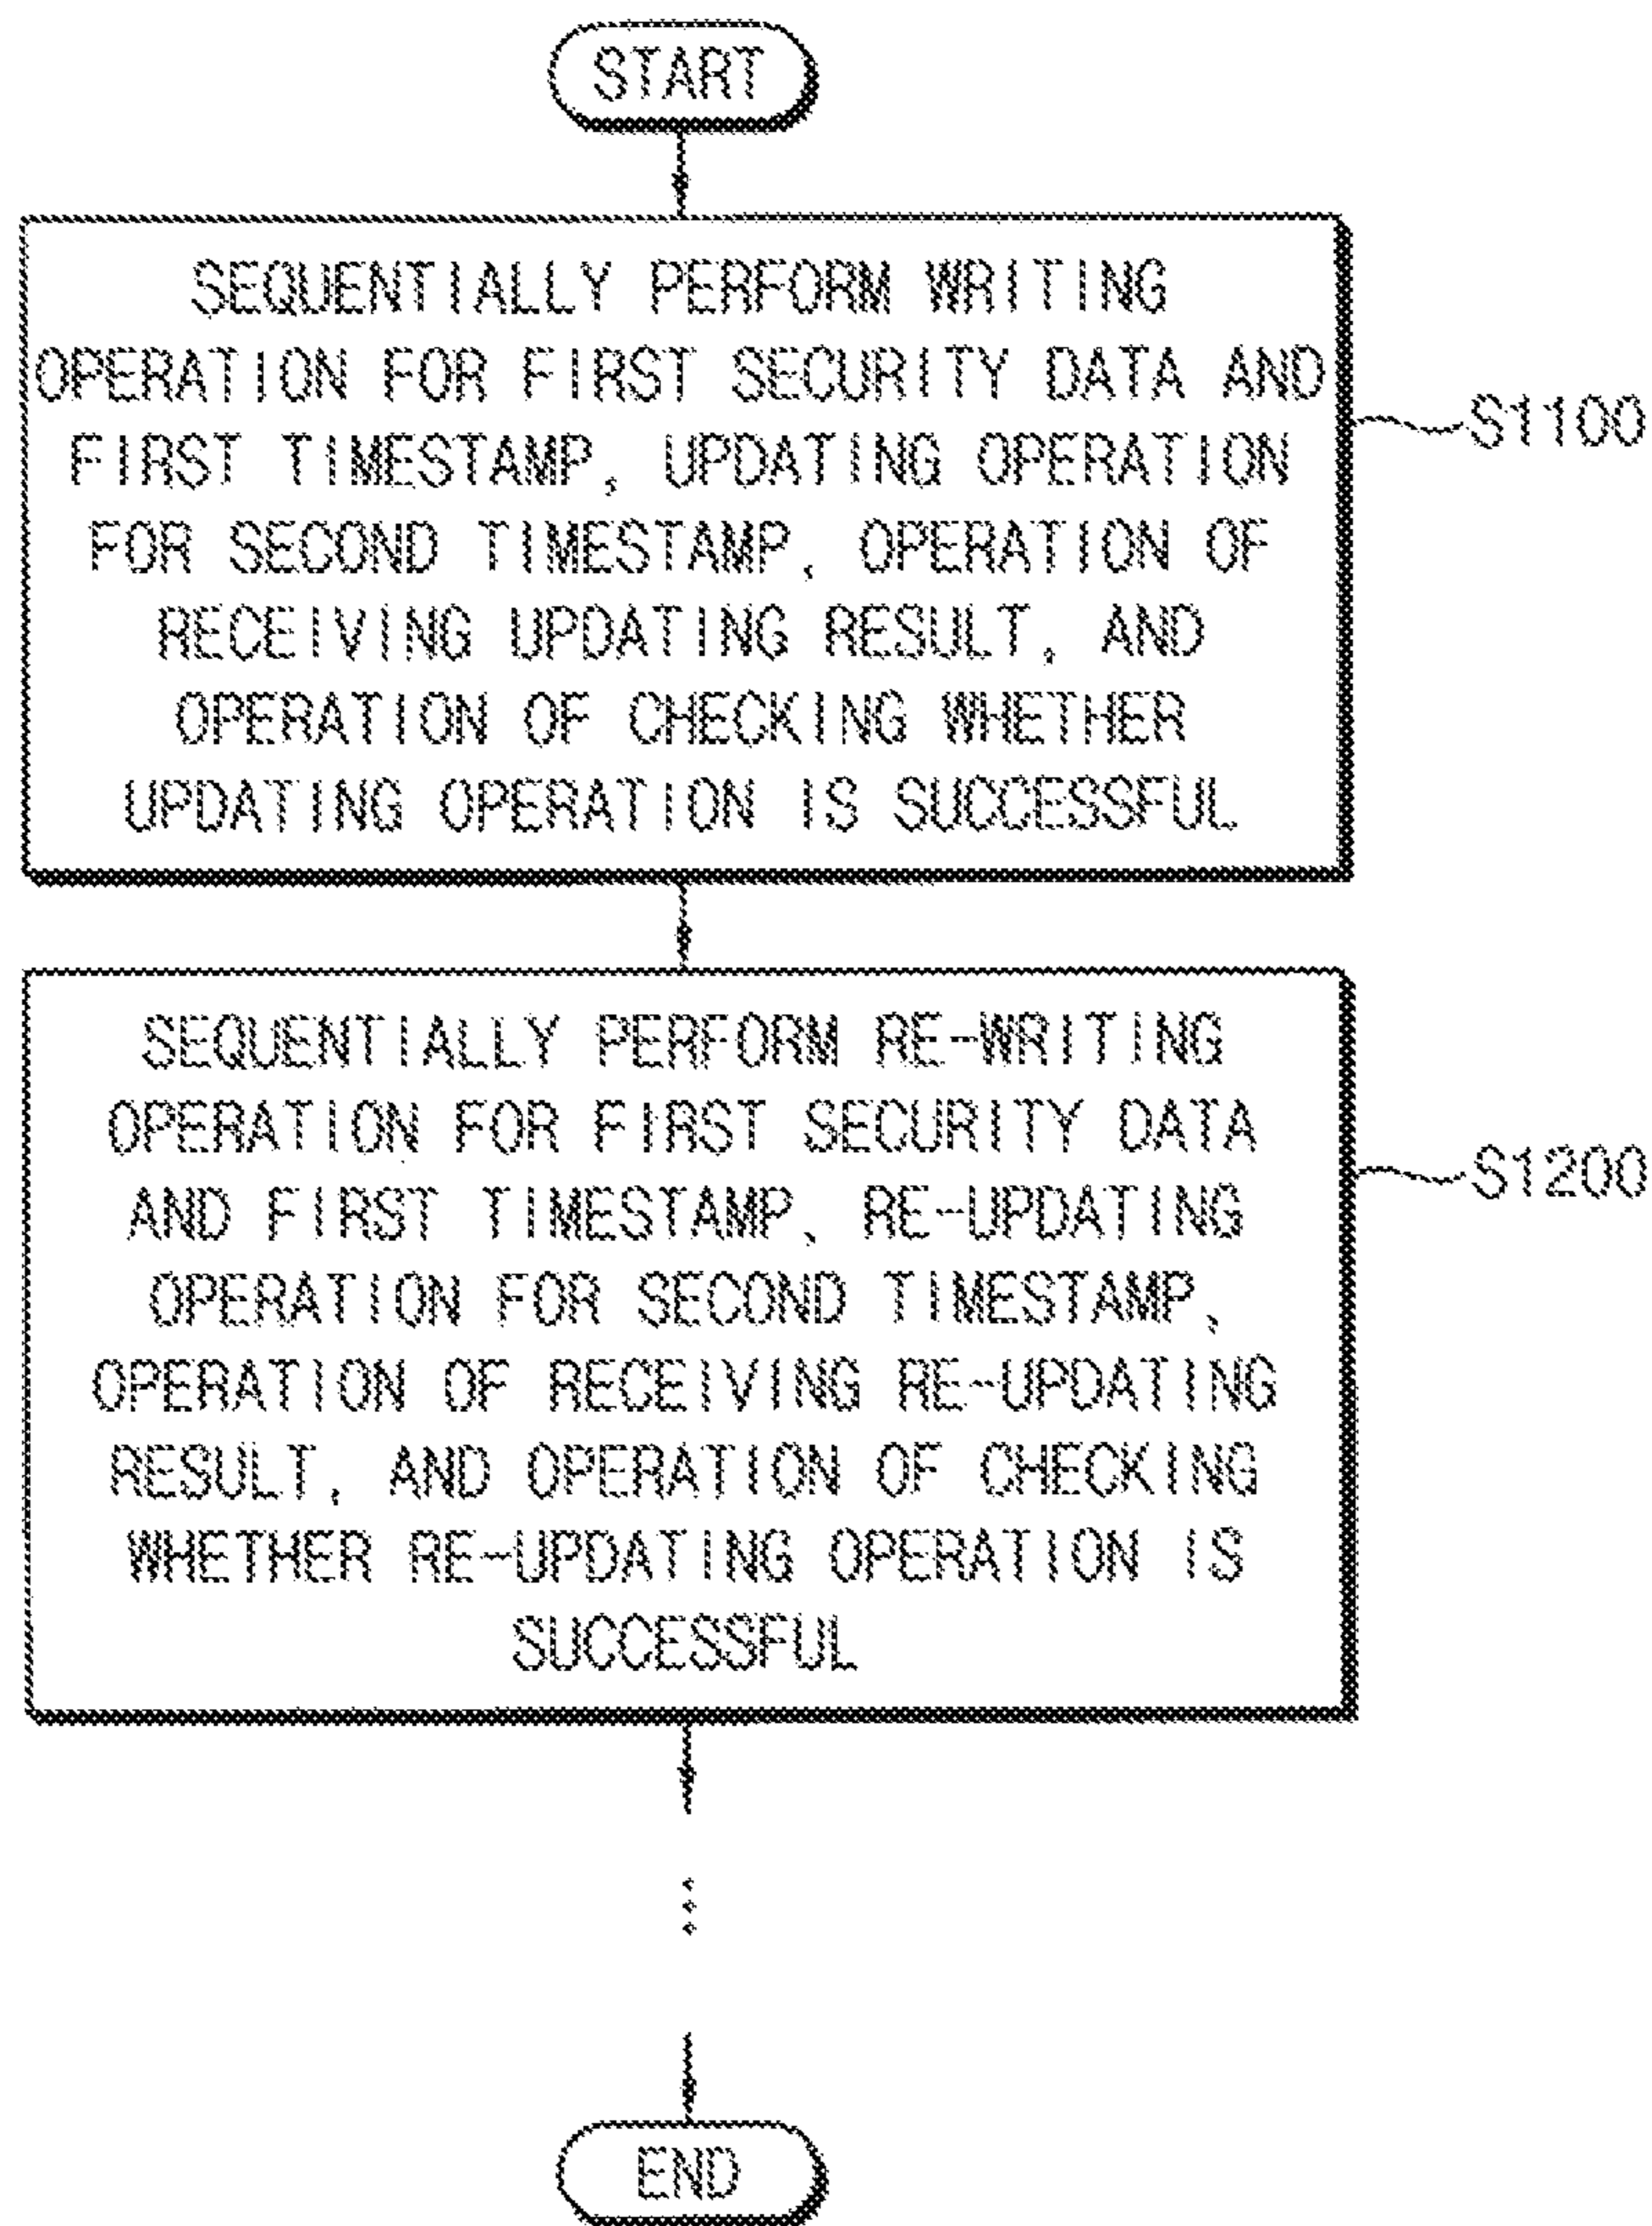 START
SEQUENTIALLY PERFORM WRITING
OPERATION FOR FIRST SECURITY DATA AND
FIRST TIMESTAMP, UPDATING OPERATION
FOR SECOND TIMESTAMP, OPERATION OF
RECEIVING UPDATING RESULT, AND
OPERATION OF CHECKING WHETHER
UPDATING OPERATION IS SUCCESSFUL
S1100
SEQUENTIALLY PERFORM RE-WRITING
OPERATION FOR FIRST SECURITY DATA
AND FIRST TIMESTAMP, RE-UPDATING
OPERATION FOR SECOND TIMESTAMP,
OPERATION OF RECEIVING RE-UPDATING
RESULT, AND OPERATION OF CHECKING
WHETHER RE-UPDATING OPERATION IS
SUCCESSFUL
S1200
END